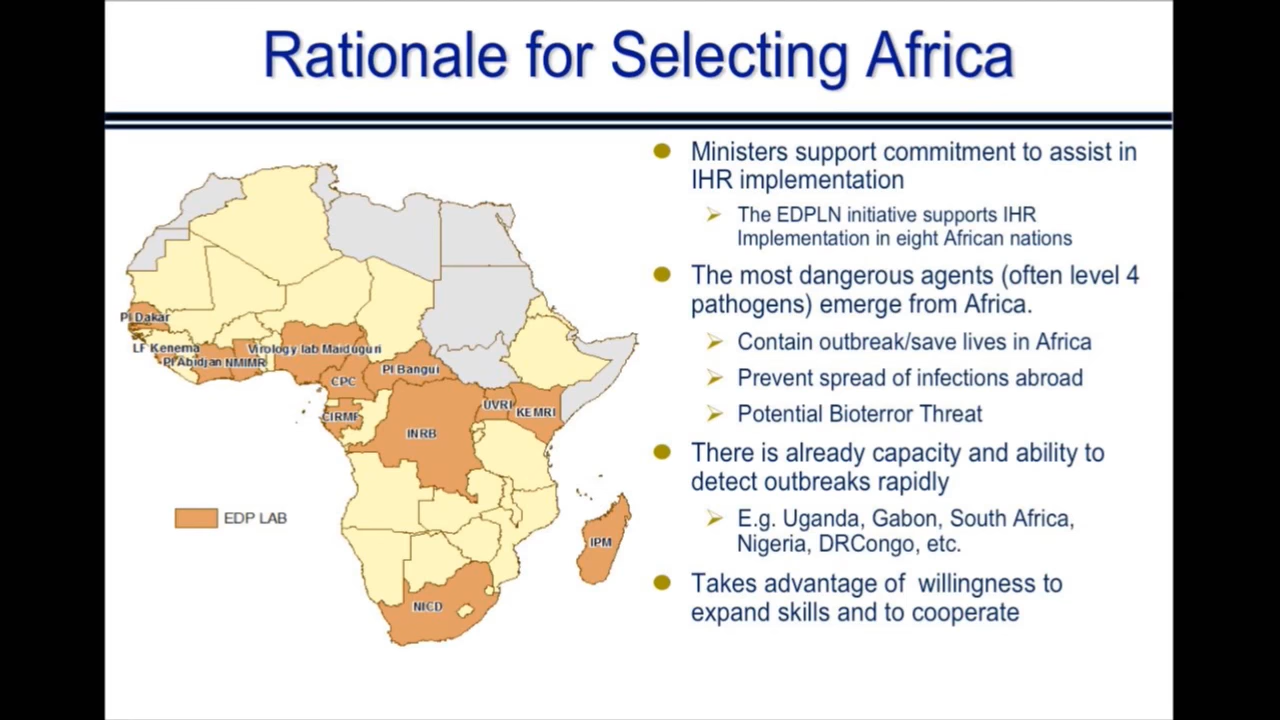 Rationale for Selecting Africa
Ministers support commitment to assist in
IHR implementation
The EDPLN initiative supports IHR
Implementation in eight African nations
The most dangerous agents (often level 4
pathogens) emerge from Africa.
Contain outbreak/save lives in Africa
Prevent spread of infections abroad
Potential Bioterror Threat
There is already capacity and ability to
detect outbreaks rapidly
E.g. Uganda, Gabon, South Africa,
Nigeria, DRCongo, etc.
Takes advantage of willingness to
expand skills and to cooperate
PI Dakar
LF Kenema
PI Abidjan
NMIMR
Virology lab Maiduguri
CPC
PI Bangui
CIRMF
UVRI
KEMRI
INRB
IPM
NICD
EDP LAB